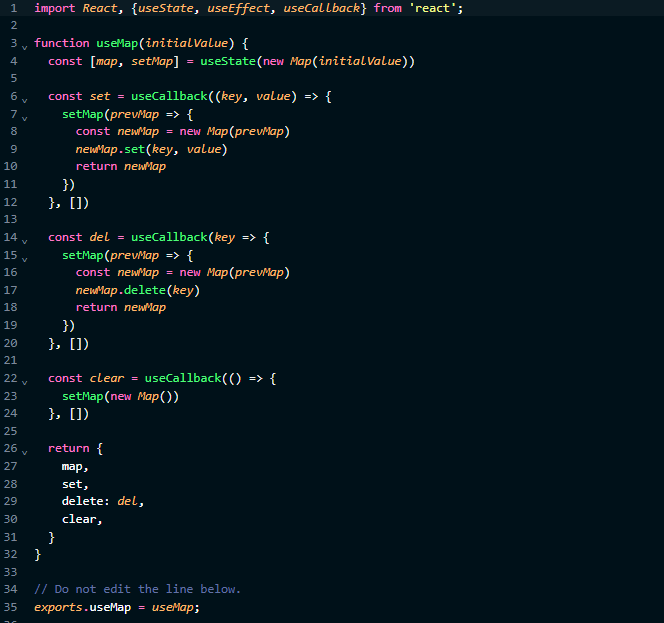 1 import React, {useState, useEffect, useCallback} from 'react';
2
3 function useMap(initialValue) {
4 const [map, setMap] = useState(new Map(initialValue))
5
6 const set = useCallback((key, value) => {
7 setMap(prevMap => {
8 const newMap = new Map(prevMap)
9 newMap.set(key, value)
10 return newMap
11 })
12 }, [])
13
14 const del = useCallback(key => {
15 setMap(prevMap => {
16 const newMap = new Map(prevMap)
17 newMap.delete(key)
18 return newMap
19 })
20 }, [])
21
22 const clear = useCallback(() => {
23 setMap(new Map())
24 }, [])
25
26 return {
27 map,
28 set,
29 delete: del,
30 clear,
31 }
32 }
33
34 // Do not edit the line below.
35 exports.useMap = useMap;